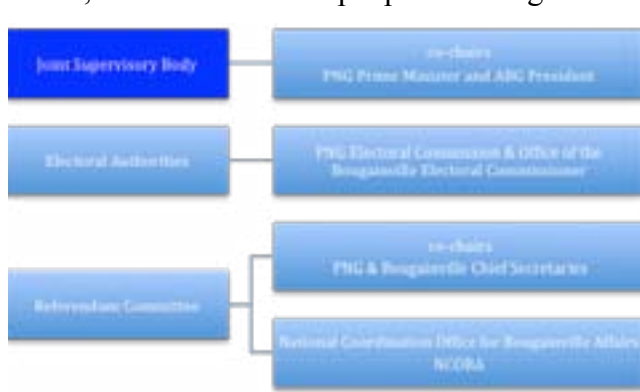 Joint Supervisory Body
co-chairs
PNG Prime Minister and ABG President
Electoral Authorities
PNG Electoral Commission & Office of the
Bougainville Electoral Commissioner
co-chairs
PNG & Bougainville Chief Secretaries
Referendum Committee
National Coordination Office for Bougainville Affairs
NCOBA